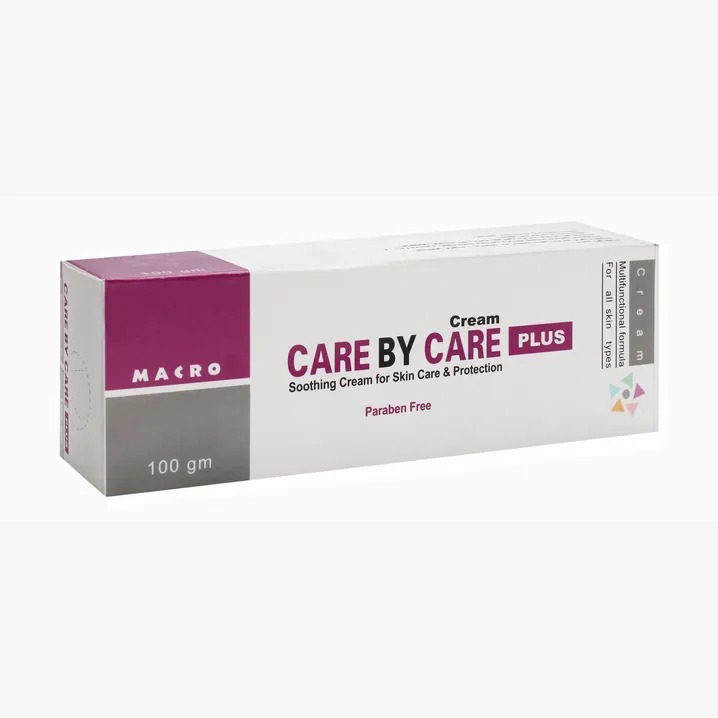 MACRO
100 gm
CARE BY CARE PLUS
Cream
CARE BY CARE PLUS
Soothing Cream for Skin Care & Protection
Paraben Free
Cream
Multifunctional formula
For all skin types
100 gm